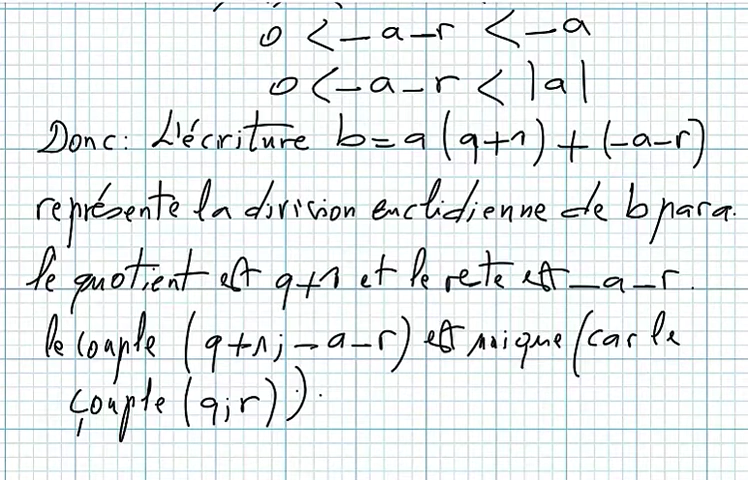 0 < -a-r < -a
0 < -a-r < |a|
Donc: L'écriture b = a(q+1) + (-a-r)
représente la division euclidienne de b par a.
le quotient est q+1 et le reste est -a-r.
le couple (q+1; -a-r) est unique (car le
couple (q;r)).